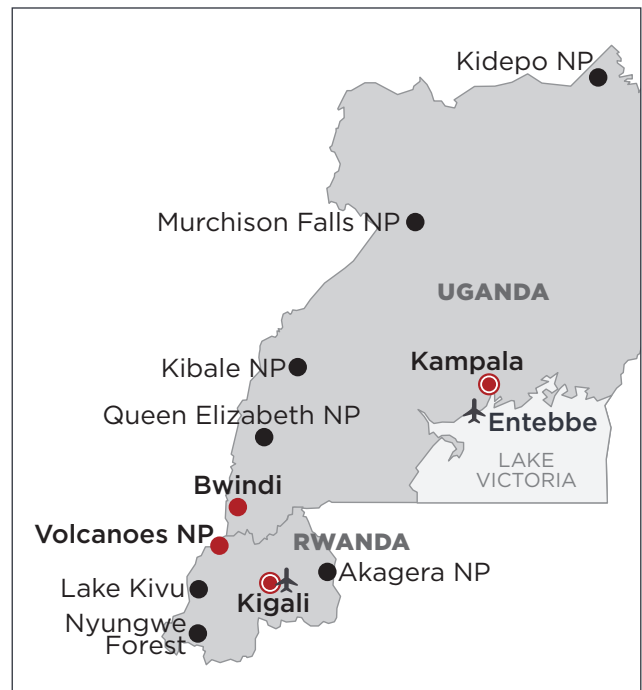 Kidepo NP
Murchison Falls NP
UGANDA
Kampala
Kibale NP
Queen Elizabeth NP
Entebbe
LAKE
VICTORIA
Bwindi
Volcanoes NP
RWANDA
Akagera NP
Lake Kivu
Kigali
Nyungwe
Forest